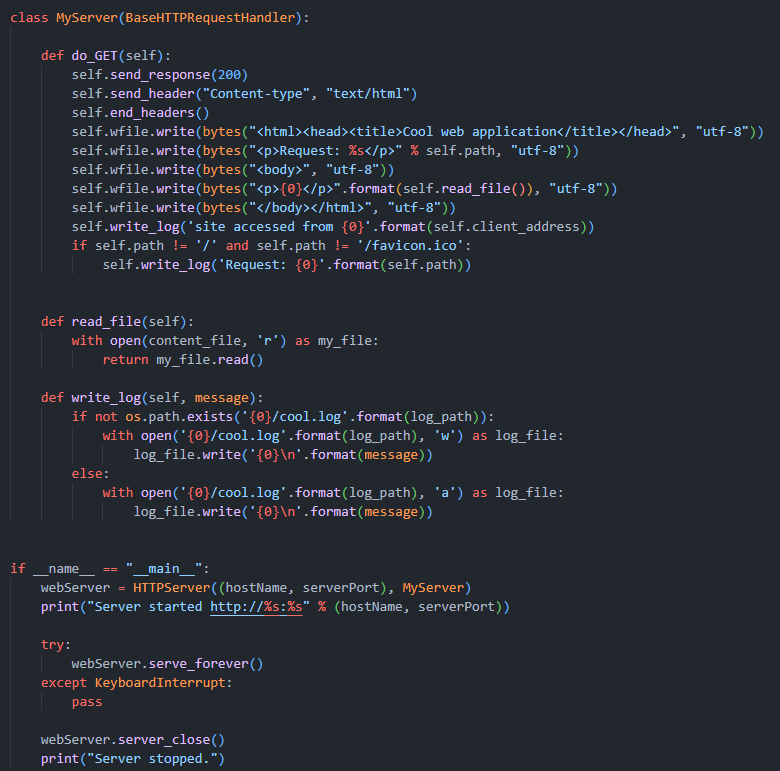 class MyServer(BaseHTTPRequestHandler):
    def do_GET(self):
        self.send_response(200)
        self.send_header("Content-type", "text/html")
        self.end_headers()
        self.wfile.write(bytes("<html><head><title>Cool web application</title></head>", "utf-8"))
        self.wfile.write(bytes("<p>Request: %s</p>" % self.path, "utf-8"))
        self.wfile.write(bytes("<body>", "utf-8"))
        self.wfile.write(bytes("<p>{0}</p>".format(self.read_file()), "utf-8"))
        self.wfile.write(bytes("</body></html>", "utf-8"))
        self.write_log('site accessed from {0}'.format(self.client_address))
        if self.path != '/' and self.path != '/favicon.ico':
            self.write_log('Request: {0}'.format(self.path))
    def read_file(self):
        with open(content_file, 'r') as my_file:
            return my_file.read()
    def write_log(self, message):
        if not os.path.exists('{0}/cool.log'.format(log_path)):
            with open('{0}/cool.log'.format(log_path), 'w') as log_file:
                log_file.write('{0}\n'.format(message))
        else:
            with open('{0}/cool.log'.format(log_path), 'a') as log_file:
                log_file.write('{0}\n'.format(message))
if __name__ == "__main__":
    webServer = HTTPServer((hostName, serverPort), MyServer)
    print("Server started http://%s:%s" % (hostName, serverPort))
    try:
        webServer.serve_forever()
    except KeyboardInterrupt:
        pass
    webServer.server_close()
    print("Server stopped.")